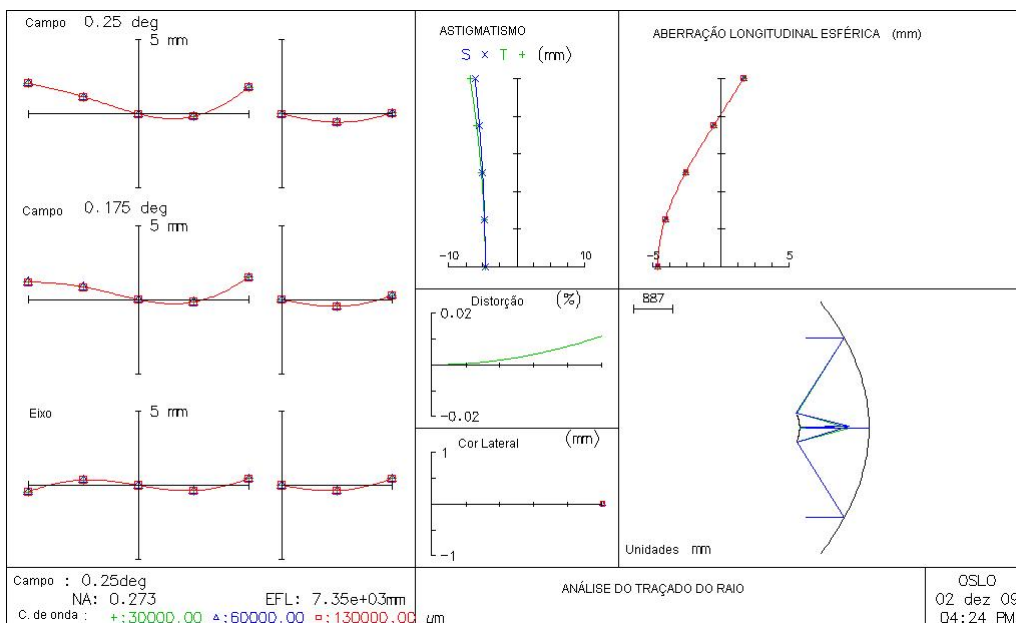 Campo 0.25 deg
5 mm
Campo 0.175 deg
5 mm
Eixo
5 mm
ASTIGMATISMO
S × T + (mm)
-10 10
Distorção (%)
0.02
-0.02
Cor Lateral (mm)
1
-1
ABERRAÇÃO LONGITUDINAL ESFÉRICA (mm)
-5 5
887
Unidades mm
Campo : 0.25deg
NA: 0.273 EFL: 7.35e+03mm
C. de onda : +:30000.00 ▵:60000.00 ▫:130000.00 µm
ANÁLISE DO TRAÇADO DO RAIO
OSLO
02 dez 09
04:24 PM